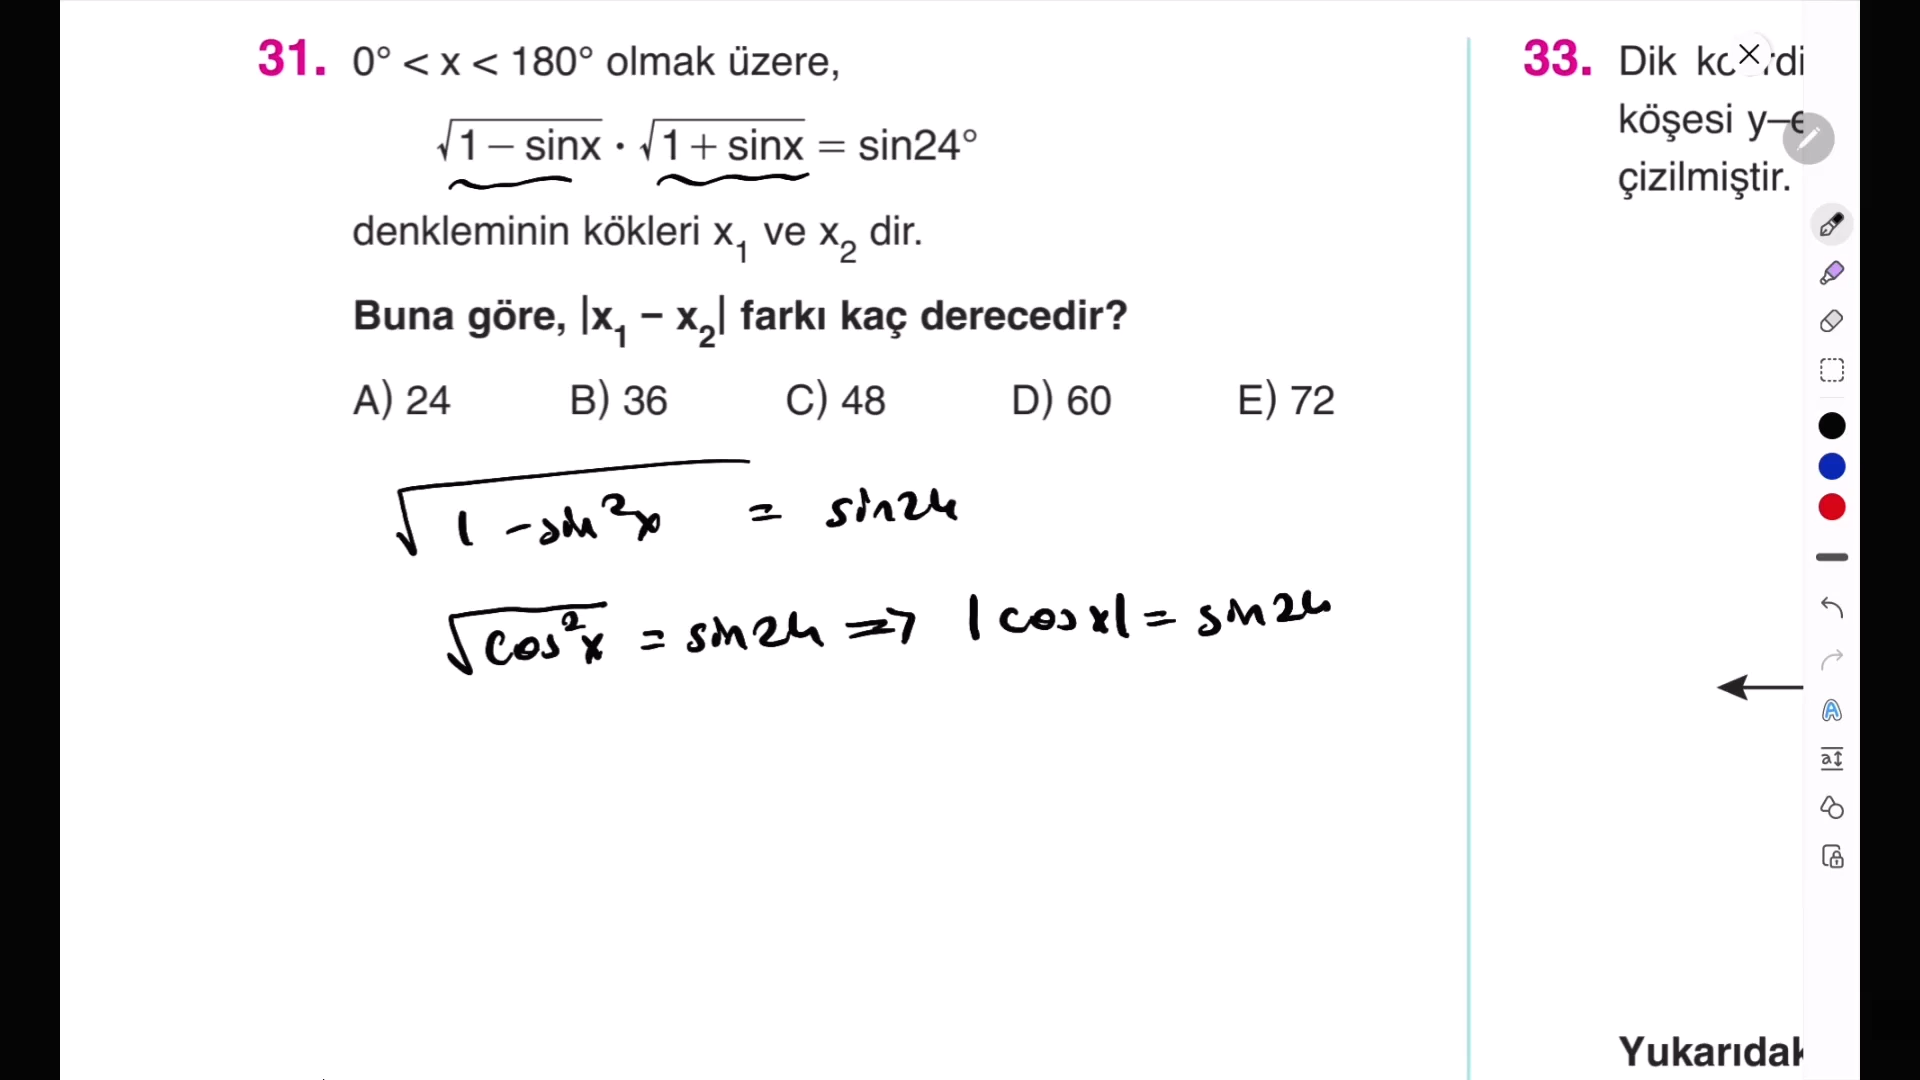 31. 0° < x < 180° olmak üzere,
√(1 − sinx) · √(1 + sinx) = sin24°
denkleminin kökleri x₁ ve x₂ dir.
Buna göre, |x₁ − x₂| farkı kaç derecedir?
A) 24 B) 36 C) 48 D) 60 E) 72
√(1 − sin²x) = sin24
√(cos²x) = sin24 ⇒ |cosx| = sin24
33. Dik
köşesi
çizilmiştir.